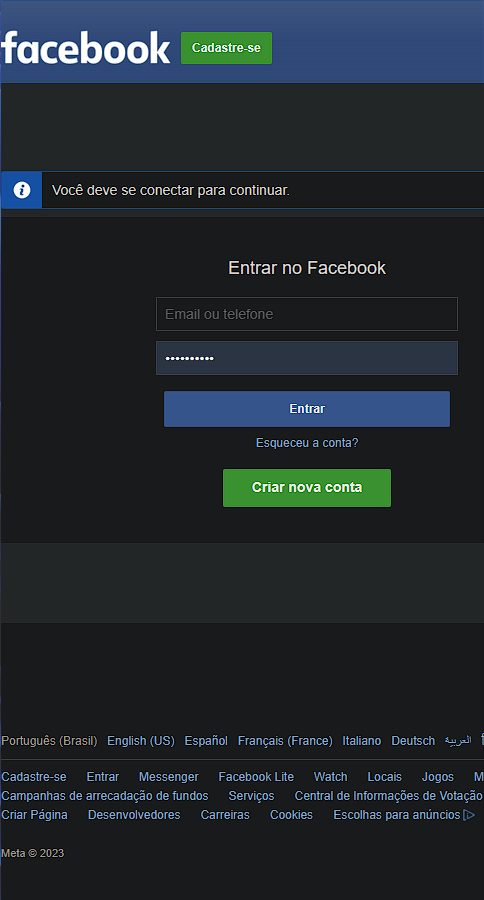 facebook Cadastre-se
Você deve se conectar para continuar.
Entrar no Facebook
Email ou telefone
••••••••••
Entrar
Esqueceu a conta?
Criar nova conta
Português (Brasil) English (US) Español Français (France) Italiano Deutsch العربية
Cadastre-se Entrar Messenger Facebook Lite Watch Locais Jogos M
Campanhas de arrecadação de fundos Serviços Central de Informações de Votação
Criar Página Desenvolvedores Carreiras Cookies Escolhas para anúncios
Meta © 2023